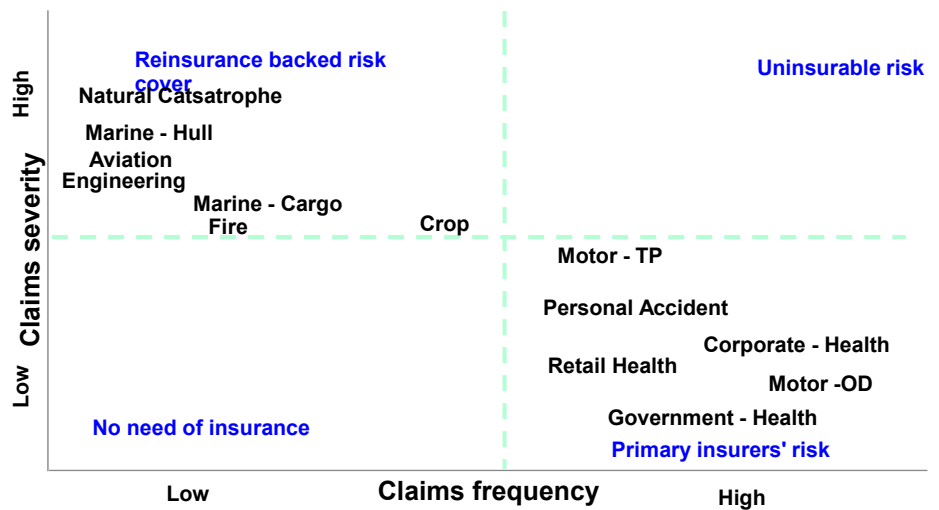 Reinsurance backed risk
cover
Uninsurable risk
High
Natural Catsatrophe
Marine - Hull
Aviation
Engineering
Marine - Cargo
Fire
Crop
Claims severity
Motor - TP
Personal Accident
Corporate - Health
Retail Health
Motor -OD
Low
Government - Health
No need of insurance
Primary insurers' risk
Low
Claims frequency
High